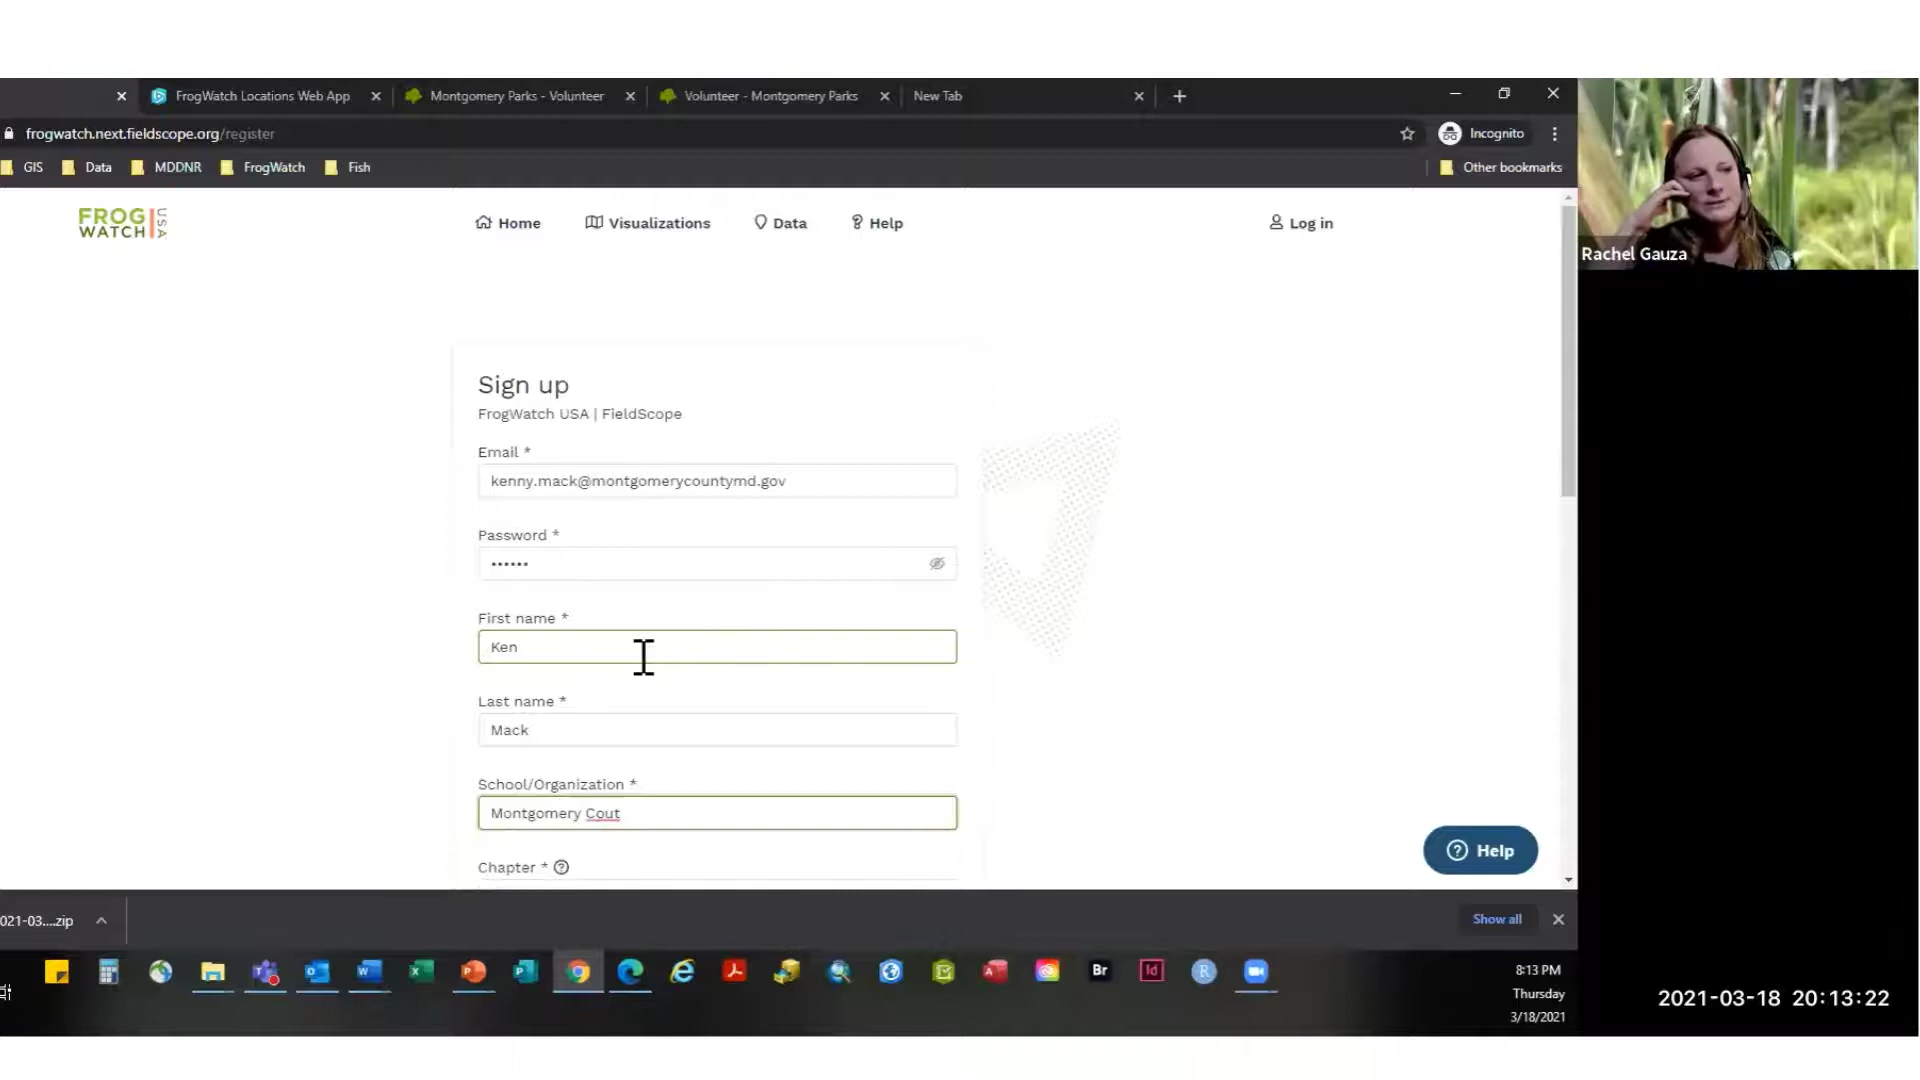 FrogWatch Locations Web App
Montgomery Parks - Volunteer
Volunteer - Montgomery Parks
New Tab
frogwatch.next.fieldscope.org/register
Incognito
GIS
Data
MDDNR
FrogWatch
Fish
Other bookmarks
FROG
WATCH
USA
Home
Visualizations
Data
Help
Log in
Rachel Gauza
Sign up
FrogWatch USA | FieldScope
Email *
kenny.mack@montgomerycountymd.gov
Password *
••••••
First name *
Ken
Last name *
Mack
School/Organization *
Montgomery Cout
Chapter *
Help
021-03....zip
Show all
Br
Id
R
8:13 PM
Thursday
3/18/2021
2021-03-18 20:13:22